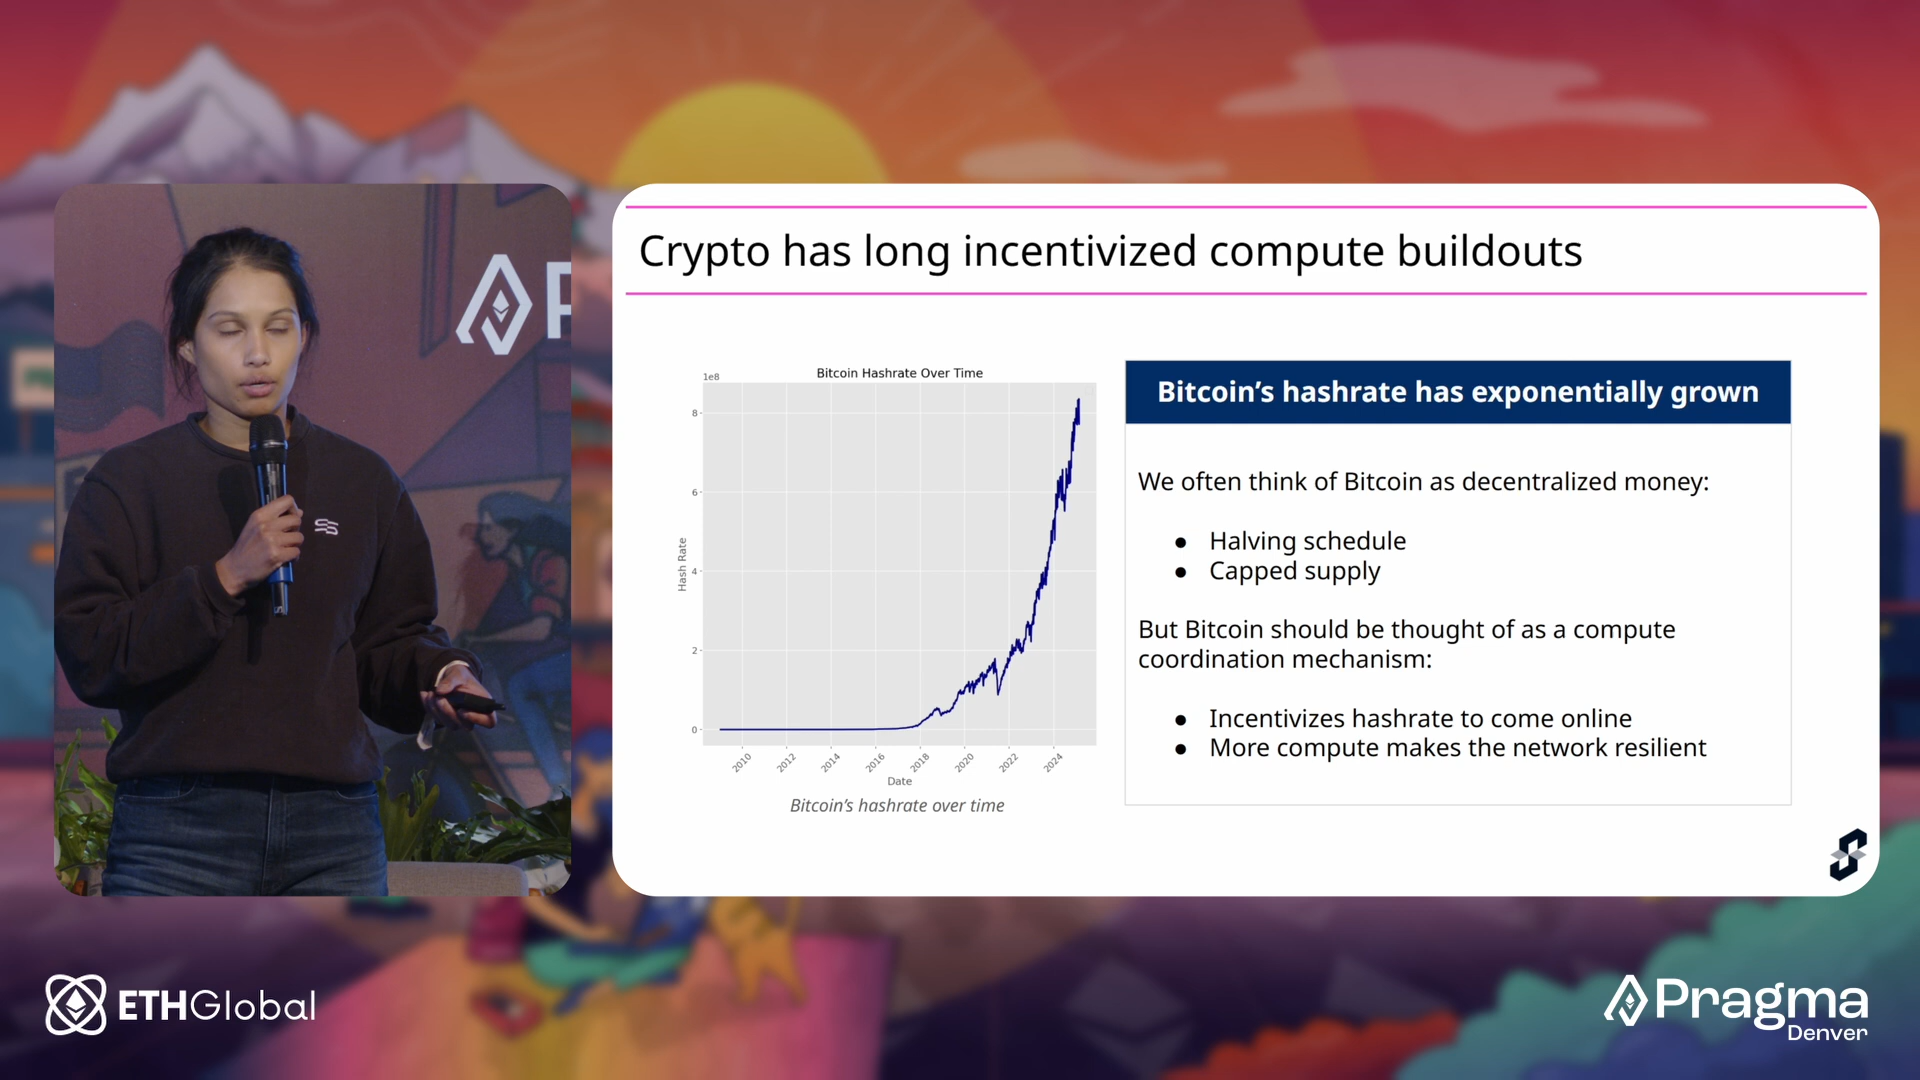 P
Crypto has long incentivized compute buildouts
Bitcoin Hashrate Over Time
1e8
8
6
4
2
0
Hash Rate
2010
2012
2014
2016
2018
2020
2022
2024
Date
Bitcoin’s hashrate over time
Bitcoin’s hashrate has exponentially grown
We often think of Bitcoin as decentralized money:
● Halving schedule
● Capped supply
But Bitcoin should be thought of as a compute
coordination mechanism:
● Incentivizes hashrate to come online
● More compute makes the network resilient
ETHGlobal
Pragma
Denver